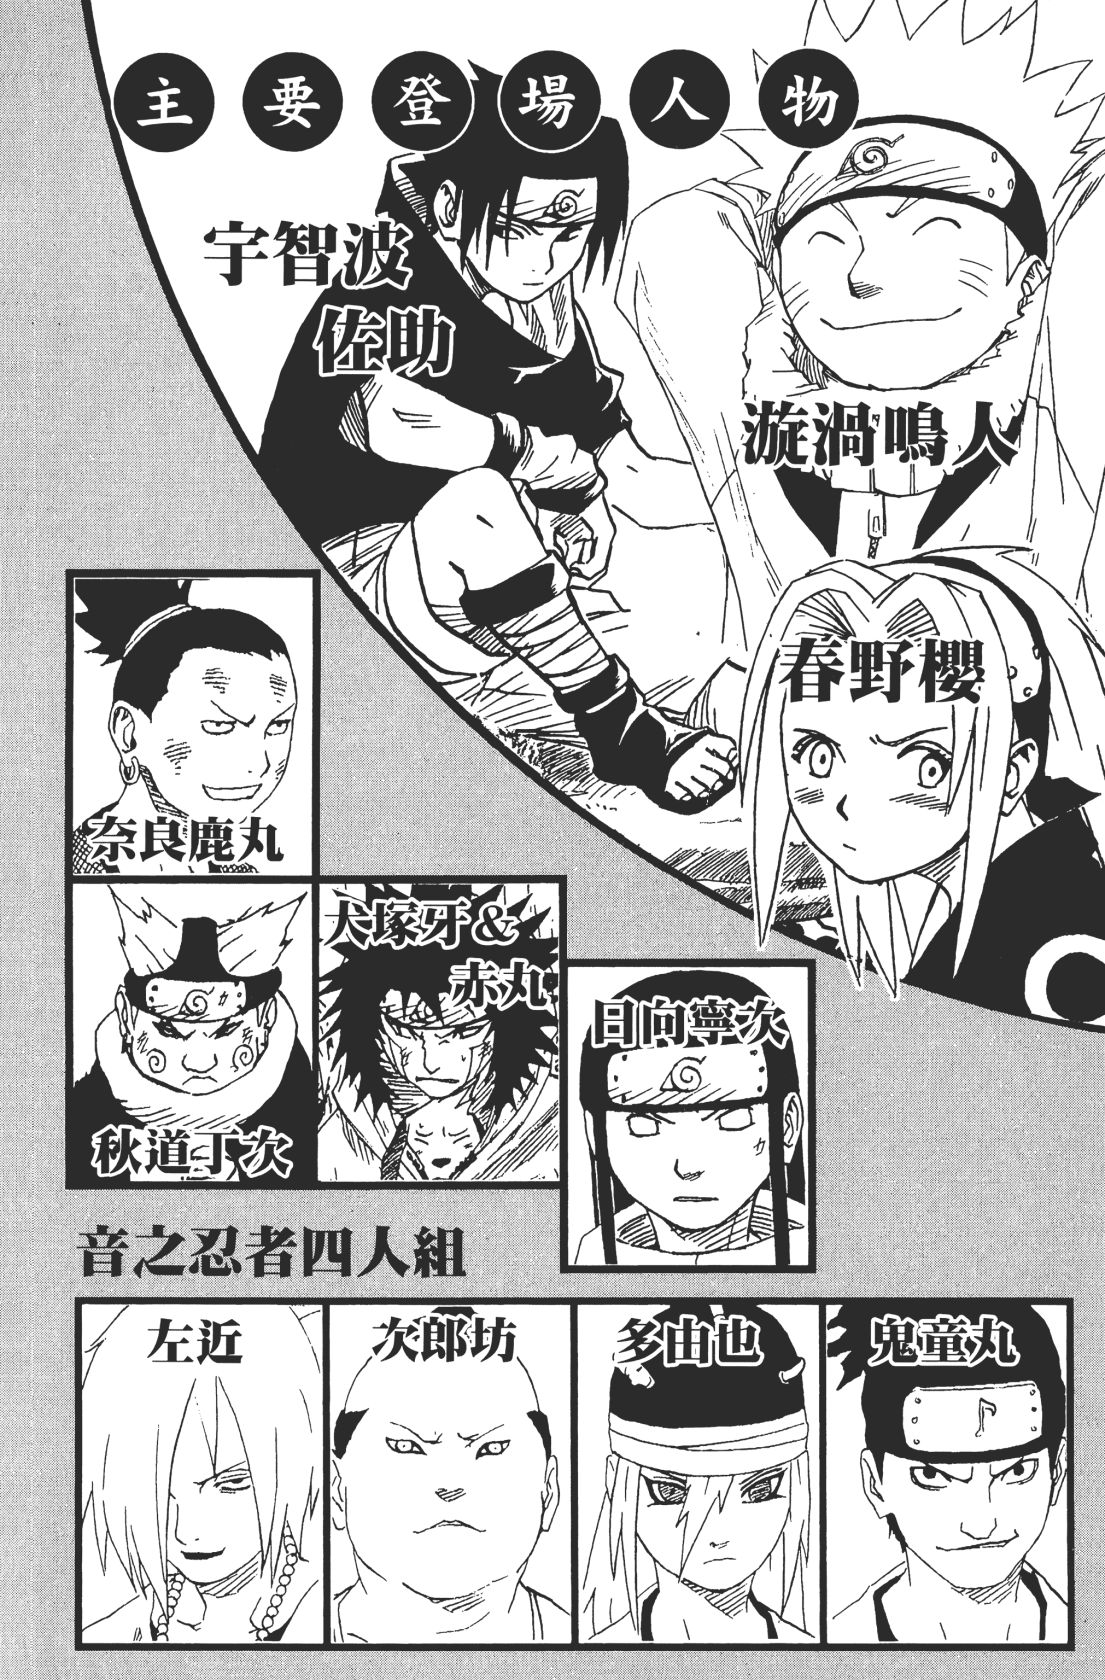 主要登場人物
宇智波
佐助
漩渦鳴人
春野櫻
奈良鹿丸
秋道丁次
犬塚牙&
赤丸
日向寧次
音之忍者四人組
左近
次郎坊
多由也
鬼童丸